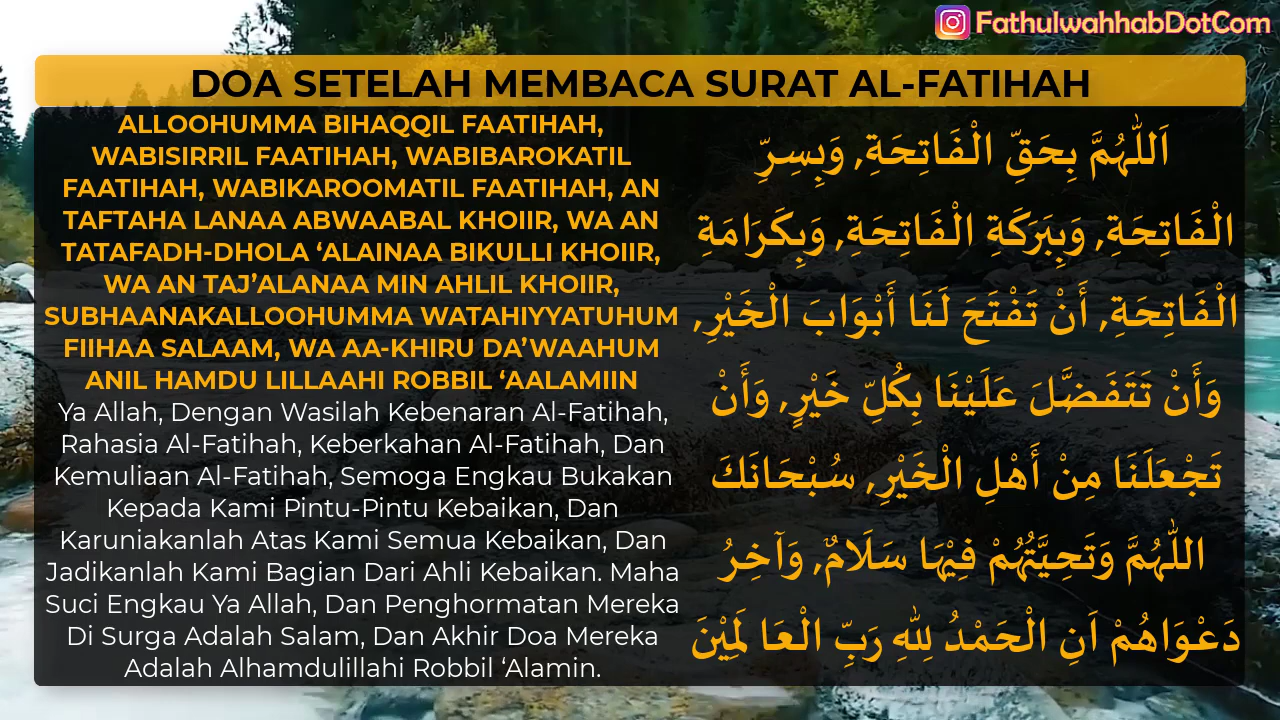 FathulwahhabDotCom
DOA SETELAH MEMBACA SURAT AL-FATIHAH
ALLOOHUMMA BIHAQQIL FAATIHAH,
WABISIRRIL FAATIHAH, WABIBAROKATIL
FAATIHAH, WABIKAROOMATIL FAATIHAH, AN
TAFTAHA LANAA ABWAABAL KHOIIR, WA AN
TATAFADH-DHOLA ‘ALAINAA BIKULLI KHOIIR,
WA AN TAJ’ALANAA MIN AHLIL KHOIIR,
SUBHAANAKALLOOHUMMA WATAHIYYATUHUM
FIIHAA SALAAM, WA AA-KHIRU DA’WAAHUM
ANIL HAMDU LILLAAHI ROBBIL ‘AALAMIIN
Ya Allah, Dengan Wasilah Kebenaran Al-Fatihah,
Rahasia Al-Fatihah, Keberkahan Al-Fatihah, Dan
Kemuliaan Al-Fatihah, Semoga Engkau Bukakan
Kepada Kami Pintu-Pintu Kebaikan, Dan
Karuniakanlah Atas Kami Semua Kebaikan, Dan
Jadikanlah Kami Bagian Dari Ahli Kebaikan. Maha
Suci Engkau Ya Allah, Dan Penghormatan Mereka
Di Surga Adalah Salam, Dan Akhir Doa Mereka
Adalah Alhamdulillahi Robbil ‘Alamin.
اَللّٰهُمَّ بِحَقِّ الْفَاتِحَةِ, وَبِسِرِّ
الْفَاتِحَةِ, وَبِبَرَكَةِ الْفَاتِحَةِ, وَبِكَرَامَةِ
الْفَاتِحَةِ, أَنْ تَفْتَحَ لَنَا أَبْوَابَ الْخَيْرِ,
وَأَنْ تَتَفَضَّلَ عَلَيْنَا بِكُلِّ خَيْرٍ, وَأَنْ
تَجْعَلَنَا مِنْ أَهْلِ الْخَيْرِ, سُبْحَانَكَ
اللّٰهُمَّ وَتَحِيَّتُهُمْ فِيْهَا سَلَامٌ, وَآخِرُ
دَعْوَاهُمْ اَنِ الْحَمْدُ لِلّٰهِ رَبِّ الْعَا لَمِيْنَ